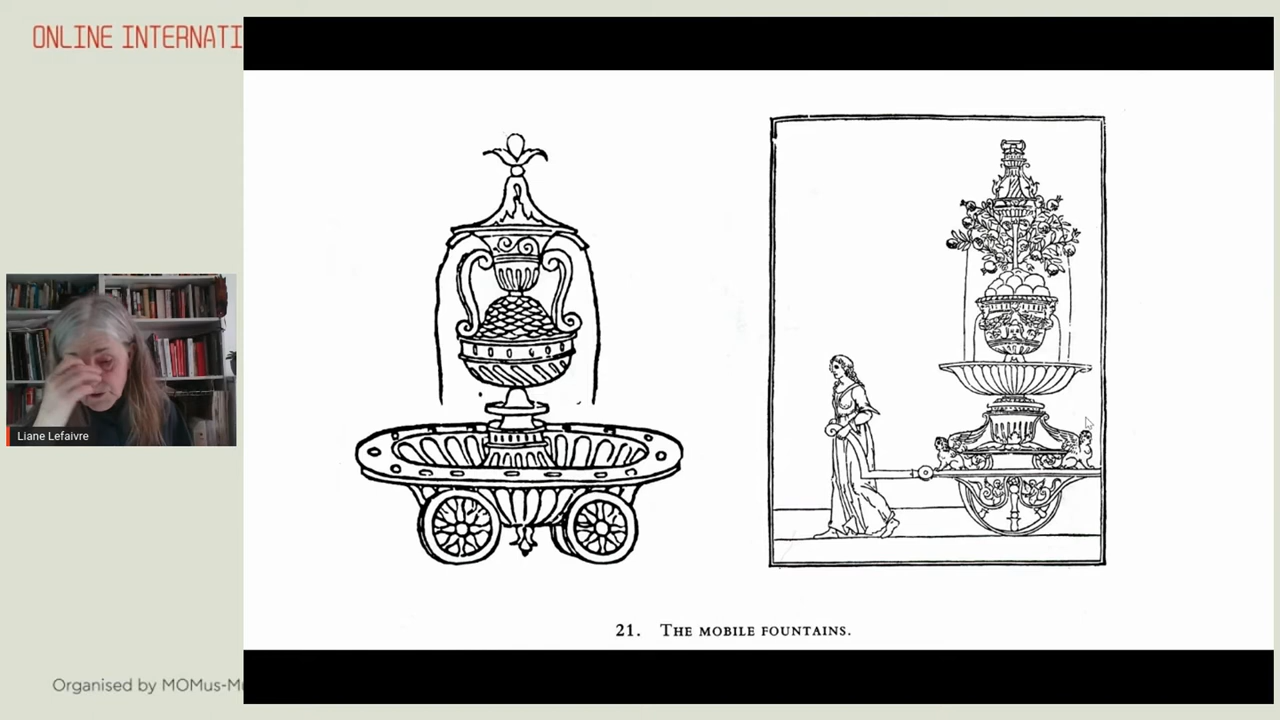 ONLINE INTERNATI
Liane Lefaivre
21. THE MOBILE FOUNTAINS.
Organised by MOMus-M